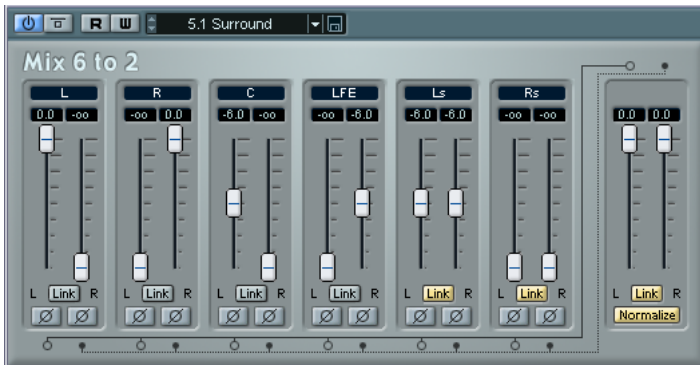 R W 5.1 Surround
Mix 6 to 2
L R C LFE Ls Rs
0.0 -oo -oo 0.0 -6.0 -oo -oo -6.0 -6.0 -6.0 -oo -oo 0.0 0.0
L Link R L Link R L Link R L Link R L Link R L Link R L Link R
Ø Ø Ø Ø Ø Ø Ø Ø Ø Ø Ø Ø Normalize